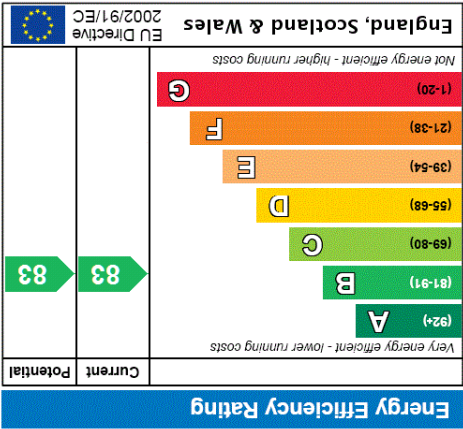 Energy Efficiency Rating
Current Potential
Very energy efficient - lower running costs
(92+) A
(81-91) B 83 83
(69-80) C
(55-68) D
(39-54) E
(21-38) F
(1-20) G
Not energy efficient - higher running costs
England, Scotland & Wales
EU Directive
2002/91/EC